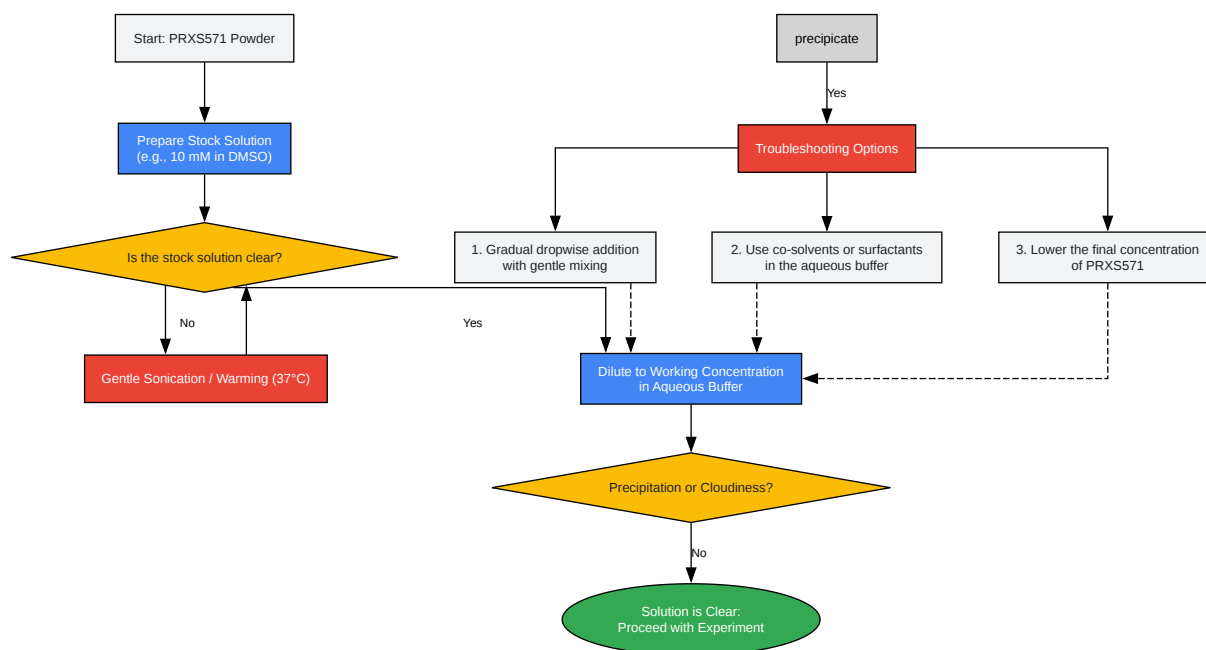 Start: PRXS571 Powder
precipicate
Yes
Prepare Stock Solution
(e.g., 10 mM in DMSO)
Troubleshooting Options
Is the stock solution clear?
1. Gradual dropwise addition
with gentle mixing
2. Use co-solvents or surfactants
in the aqueous buffer
3. Lower the final concentration
of PRXS571
No
Yes
Gentle Sonication / Warming (37°C)
Dilute to Working Concentration
in Aqueous Buffer
Precipitation or Cloudiness?
No
Solution is Clear:
Proceed with Experiment